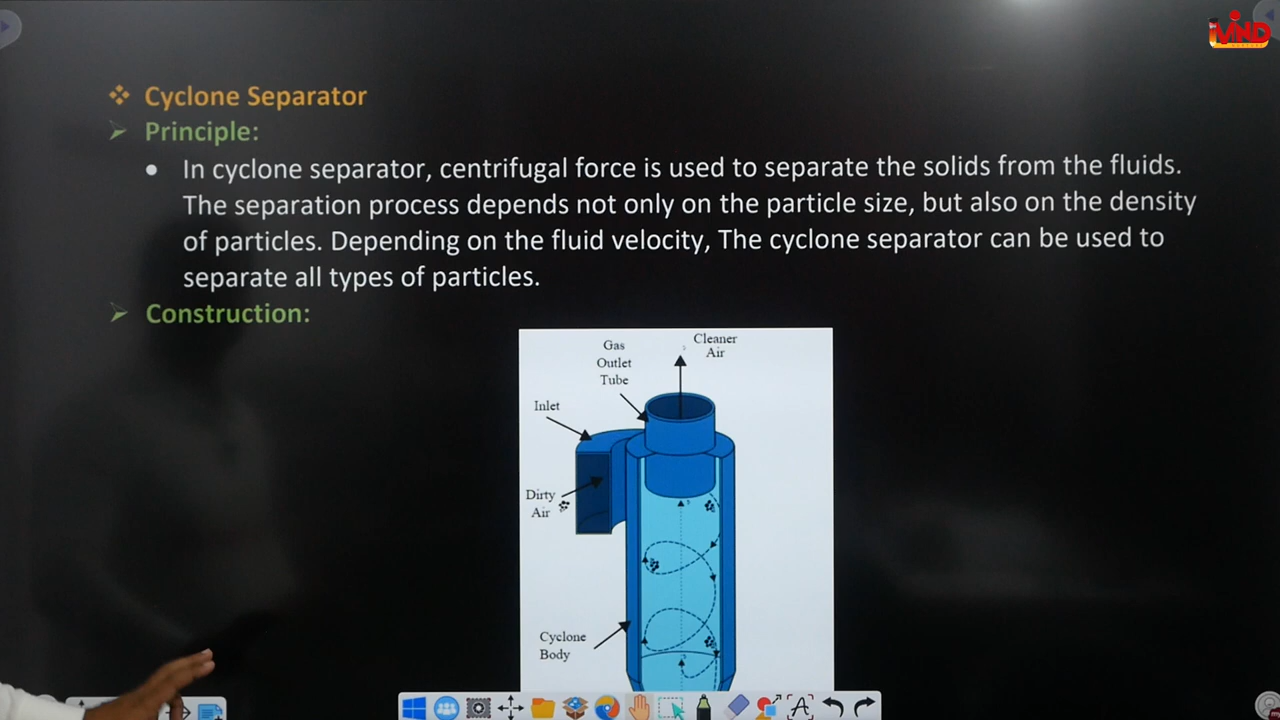 MIND
Cyclone Separator
Principle:
In cyclone separator, centrifugal force is used to separate the solids from the fluids.
The separation process depends not only on the particle size, but also on the density
of particles. Depending on the fluid velocity, The cyclone separator can be used to
separate all types of particles.
Construction:
Cleaner
Air
Gas
Outlet
Tube
Inlet
Dirty
Air
Cyclone
Body